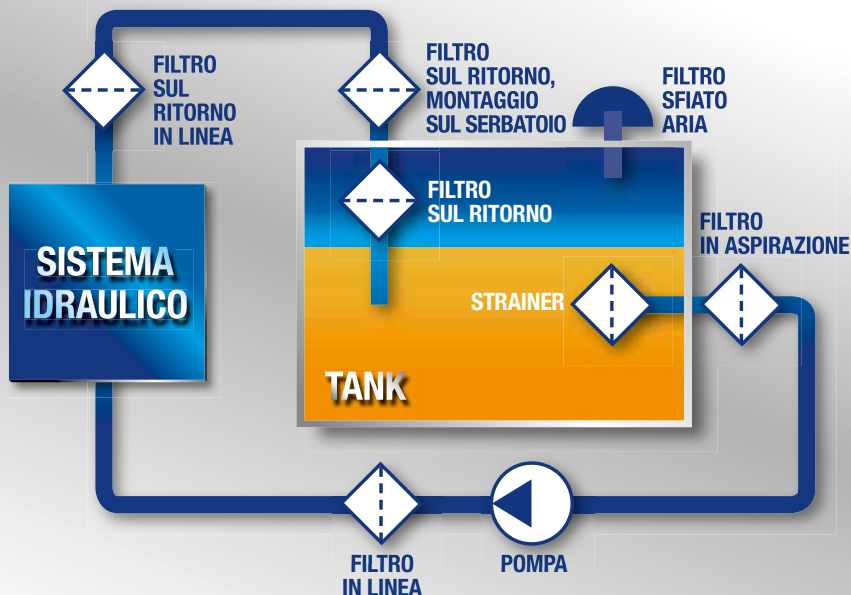 FILTRO
SUL
RITORNO
IN LINEA
FILTRO
SUL RITORNO,
MONTAGGIO
SUL SERBATOIO
FILTRO
SFIATO
ARIA
FILTRO
SUL RITORNO
FILTRO
IN ASPIRAZIONE
SISTEMA
IDRAULICO
STRAINER
TANK
FILTRO
IN LINEA
POMPA